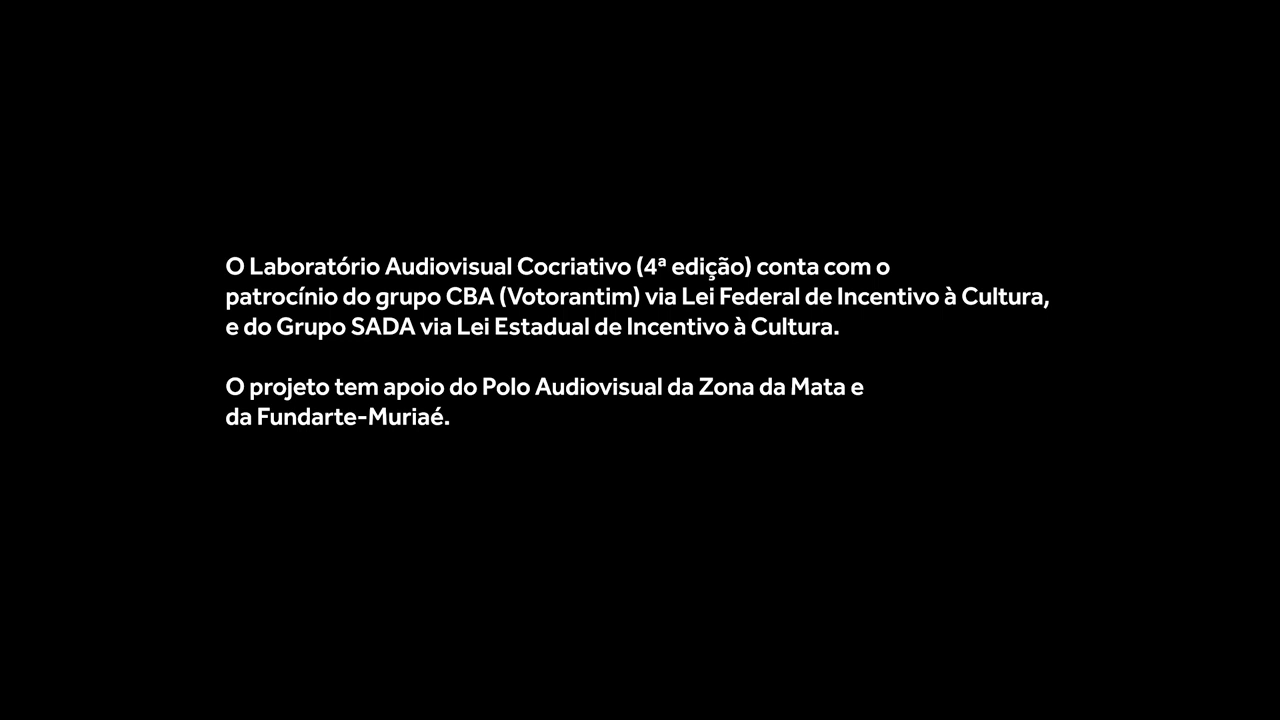 O Laboratório Audiovisual Cocriativo (4ª edição) conta com o
patrocínio do grupo CBA (Votorantim) via Lei Federal de Incentivo à Cultura,
e do Grupo SADA via Lei Estadual de Incentivo à Cultura.
O projeto tem apoio do Polo Audiovisual da Zona da Mata e
da Fundarte-Muriaé.